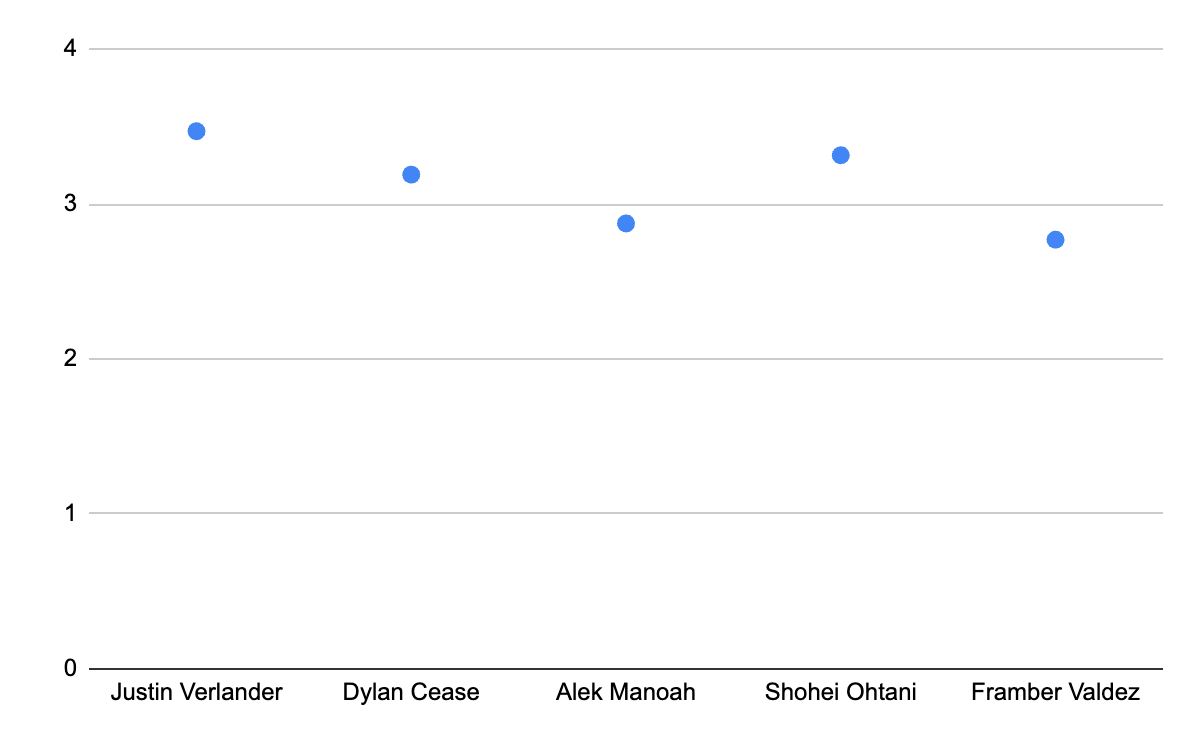 4
3
2
1
0
Justin Verlander
Dylan Cease
Alek Manoah
Shohei Ohtani
Framber Valdez